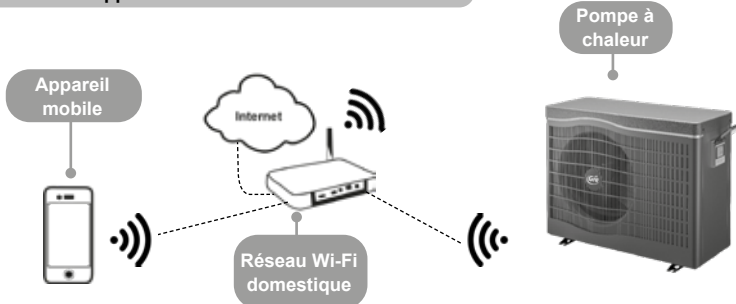 Pompe à
chaleur
Appareil
mobile
Internet
Réseau Wi-Fi
domestique